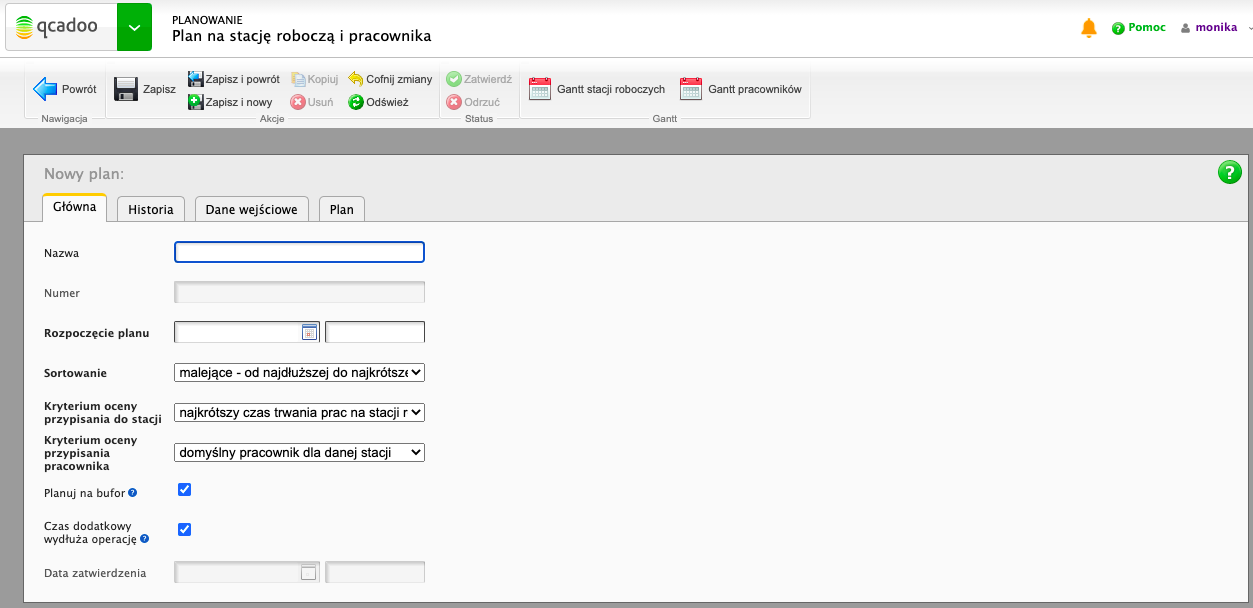 qcadoo
PLANOWANIE
Plan na stację roboczą i pracownika
Pomoc
monika
Powrót
Nawigacja
Zapisz
Zapisz i powrót
Kopiuj
Cofnij zmiany
Zapisz i nowy
Usuń
Odśwież
Akcje
Zatwierdź
Odrzuć
Status
Gantt stacji roboczych
Gantt pracowników
Gantt
Nowy plan:
?
Główna
Historia
Dane wejściowe
Plan
Nazwa
Numer
Rozpoczęcie planu
Sortowanie
malejące - od najdłuższej do najkrótsze
Kryterium oceny
przypisania do stacji
najkrótszy czas trwania prac na stacji r
Kryterium oceny
przypisania
pracownika
domyślny pracownik dla danej stacji
Planuj na bufor ?
Czas dodatkowy
wydłuża operację ?
Data zatwierdzenia